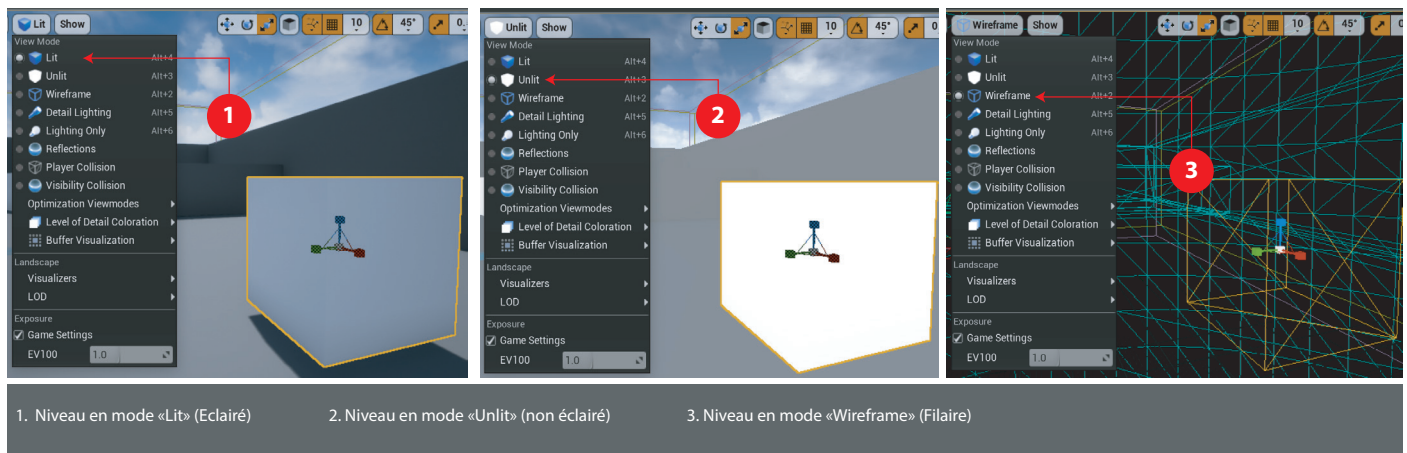 Lit Show 10 45° 0.
View Mode
Lit Alt+4
Unlit Alt+3
Wireframe Alt+2
Detail Lighting Alt+5
Lighting Only Alt+6
Reflections
Player Collision
Visibility Collision
Optimization Viewmodes
Level of Detail Coloration
Buffer Visualization
Landscape
Visualizers
LOD
Exposure
Game Settings
EV100 1.0
1
Unlit Show 10 45° 0
View Mode
Lit Alt+4
Unlit Alt+3
Wireframe Alt+2
Detail Lighting Alt+5
Lighting Only Alt+6
Reflections
Player Collision
Visibility Collision
Optimization Viewmodes
Level of Detail Coloration
Buffer Visualization
Landscape
Visualizers
LOD
Exposure
Game Settings
EV100 1.0
2
Wireframe Show 10 45° 0
View Mode
Lit Alt+4
Unlit Alt+3
Wireframe Alt+2
Detail Lighting Alt+5
Lighting Only Alt+6
Reflections
Player Collision
Visibility Collision
Optimization Viewmodes
Level of Detail Coloration
Buffer Visualization
Landscape
Visualizers
LOD
Exposure
Game Settings
EV100 1.0
3
1. Niveau en mode «Lit» (Eclairé) 2. Niveau en mode «Unlit» (non éclairé) 3. Niveau en mode «Wireframe» (Filaire)